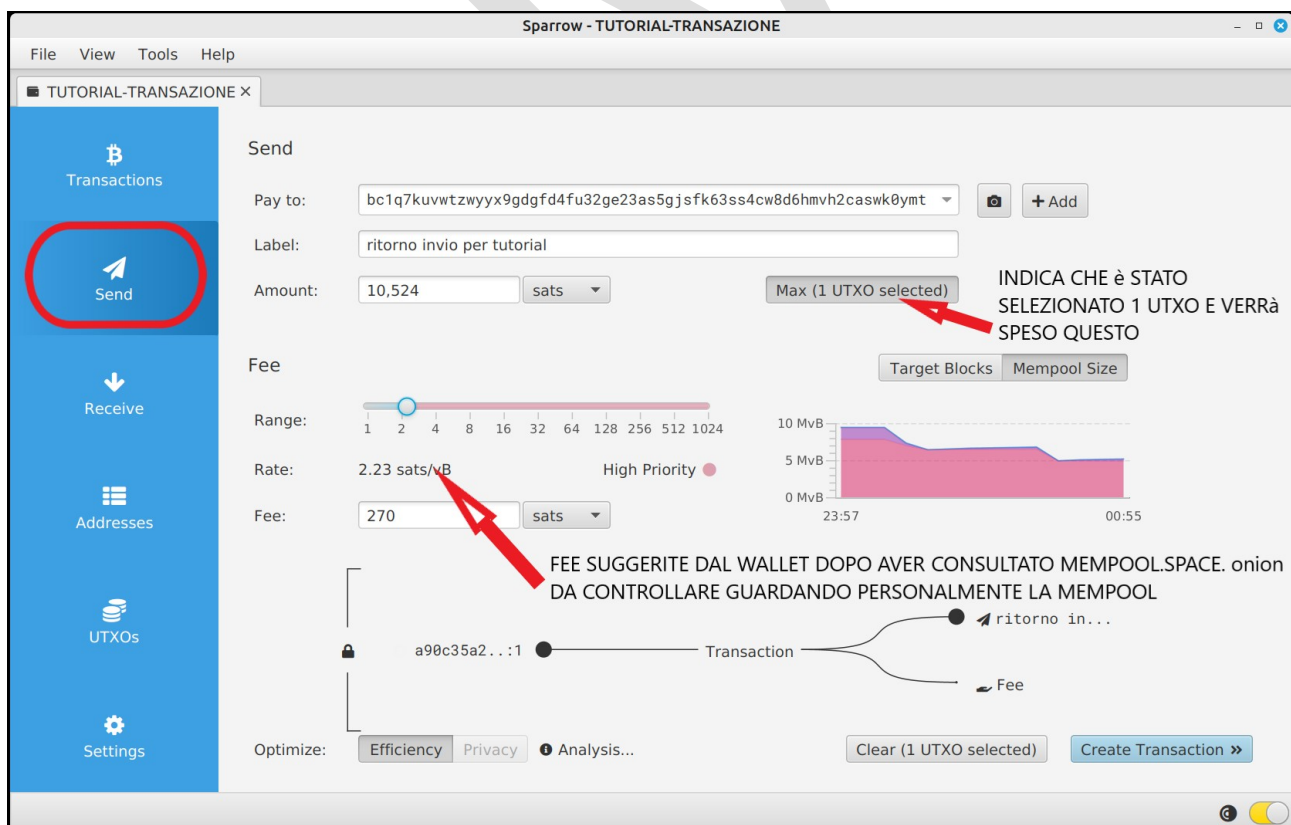 Sparrow - TUTORIAL-TRANSAZIONE
File View Tools Help
TUTORIAL-TRANSAZIONE
Transactions
Send
Receive
Addresses
UTXOs
Settings
Send
Pay to: bc1q7kuvwtzwyyx9gdgfd4fu32ge23as5gjsfk63ss4cw8d6hmvh2caswk0ymt + Add
Label: ritorno invio per tutorial
Amount: 10,524 sats Max (1 UTXO selected)
INDICA CHE è STATO
SELEZIONATO 1 UTXO E VERRà
SPESO QUESTO
Fee
Target Blocks Mempool Size
Range: 1 2 4 8 16 32 64 128 256 512 1024
Rate: 2.23 sats/vB High Priority
Fee: 270 sats
10 MvB
5 MvB
0 MvB
23:57 00:55
FEE SUGGERITE DAL WALLET DOPO AVER CONSULTATO MEMPOOL.SPACE. onion
DA CONTROLLARE GUARDANDO PERSONALMENTE LA MEMPOOL
a90c35a2..:1 Transaction ritorno in...
Fee
Optimize: Efficiency Privacy Analysis... Clear (1 UTXO selected) Create Transaction »